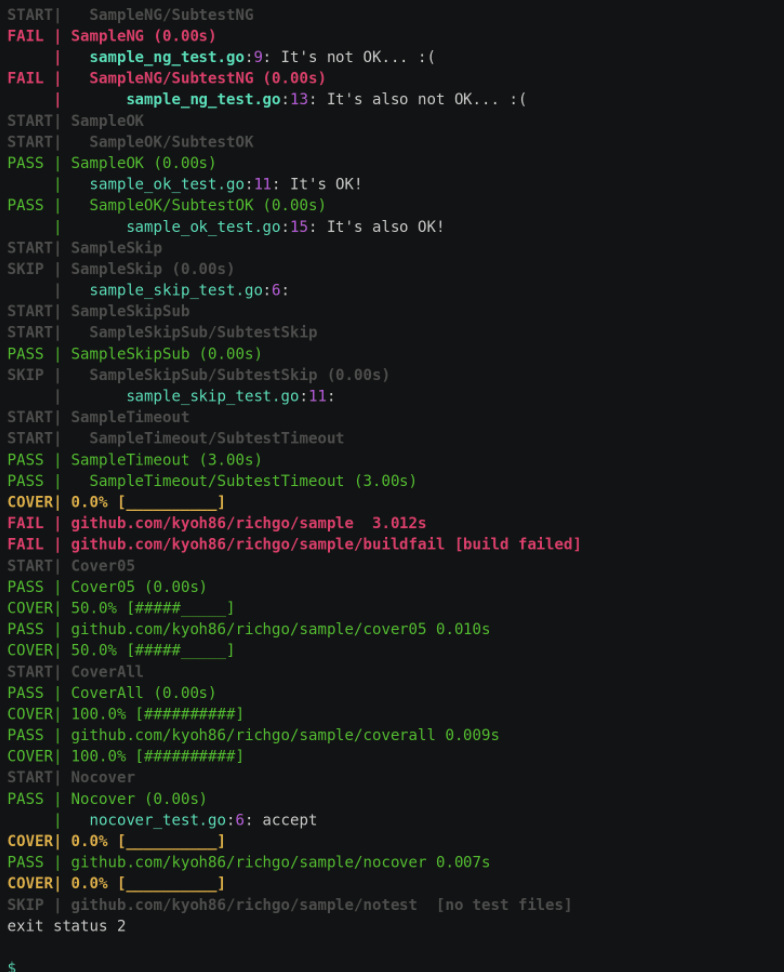 START|   SampleNG/SubtestNG
FAIL | SampleNG (0.00s)
     |   sample_ng_test.go:9: It's not OK... :(
FAIL |   SampleNG/SubtestNG (0.00s)
     |       sample_ng_test.go:13: It's also not OK... :(
START| SampleOK
START|   SampleOK/SubtestOK
PASS | SampleOK (0.00s)
     |   sample_ok_test.go:11: It's OK!
PASS |   SampleOK/SubtestOK (0.00s)
     |       sample_ok_test.go:15: It's also OK!
START| SampleSkip
SKIP | SampleSkip (0.00s)
     |   sample_skip_test.go:6:
START| SampleSkipSub
START|   SampleSkipSub/SubtestSkip
PASS | SampleSkipSub (0.00s)
SKIP |   SampleSkipSub/SubtestSkip (0.00s)
     |       sample_skip_test.go:11:
START| SampleTimeout
START|   SampleTimeout/SubtestTimeout
PASS | SampleTimeout (3.00s)
PASS |   SampleTimeout/SubtestTimeout (3.00s)
COVER| 0.0% [__________]
FAIL | github.com/kyoh86/richgo/sample  3.012s
FAIL | github.com/kyoh86/richgo/sample/buildfail [build failed]
START| Cover05
PASS | Cover05 (0.00s)
COVER| 50.0% [#####_____]
PASS | github.com/kyoh86/richgo/sample/cover05 0.010s
COVER| 50.0% [#####_____]
START| CoverAll
PASS | CoverAll (0.00s)
COVER| 100.0% [##########]
PASS | github.com/kyoh86/richgo/sample/coverall 0.009s
COVER| 100.0% [##########]
START| Nocover
PASS | Nocover (0.00s)
     |   nocover_test.go:6: accept
COVER| 0.0% [__________]
PASS | github.com/kyoh86/richgo/sample/nocover 0.007s
COVER| 0.0% [__________]
SKIP | github.com/kyoh86/richgo/sample/notest  [no test files]
exit status 2
$